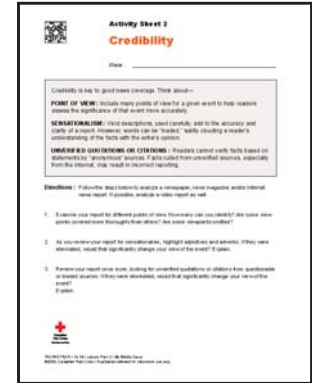 Activity Sheet 2
Credibility
Name
Credibility is key to good news coverage. Think about—
POINT OF VIEW: Include many points of view for a given event to help readers
assess the significance of that event more accurately.
SENSATIONALISM: Vivid descriptions, used carefully, add to the accuracy and
clarity of a report. However, words can be "loaded," subtly clouding a reader's
understanding of the facts with the writer's opinion.
UNVERIFIED QUOTATIONS OR CITATIONS: Readers cannot verify facts based on
statements by "anonymous" sources. Facts culled from unverified sources, especially
from the Internet, may result in incorrect reporting.
Directions: Follow the steps below to analyze a newspaper, news magazine and/or Internet
news report. If possible, analyze a video report as well.
1. Examine your report for different points of view. How many can you identify? Are some view-
points covered more thoroughly than others? Are some viewpoints omitted?
2. As you review your report for sensationalism, highlight adjectives and adverbs. If they were
eliminated, would that significantly change your view of the event? Explain.
3. Review your report once more, looking for unverified quotations or citations from questionable
or biased sources. If they were eliminated, would that significantly change your view of the
event?
Explain.
Canadian
Red Cross